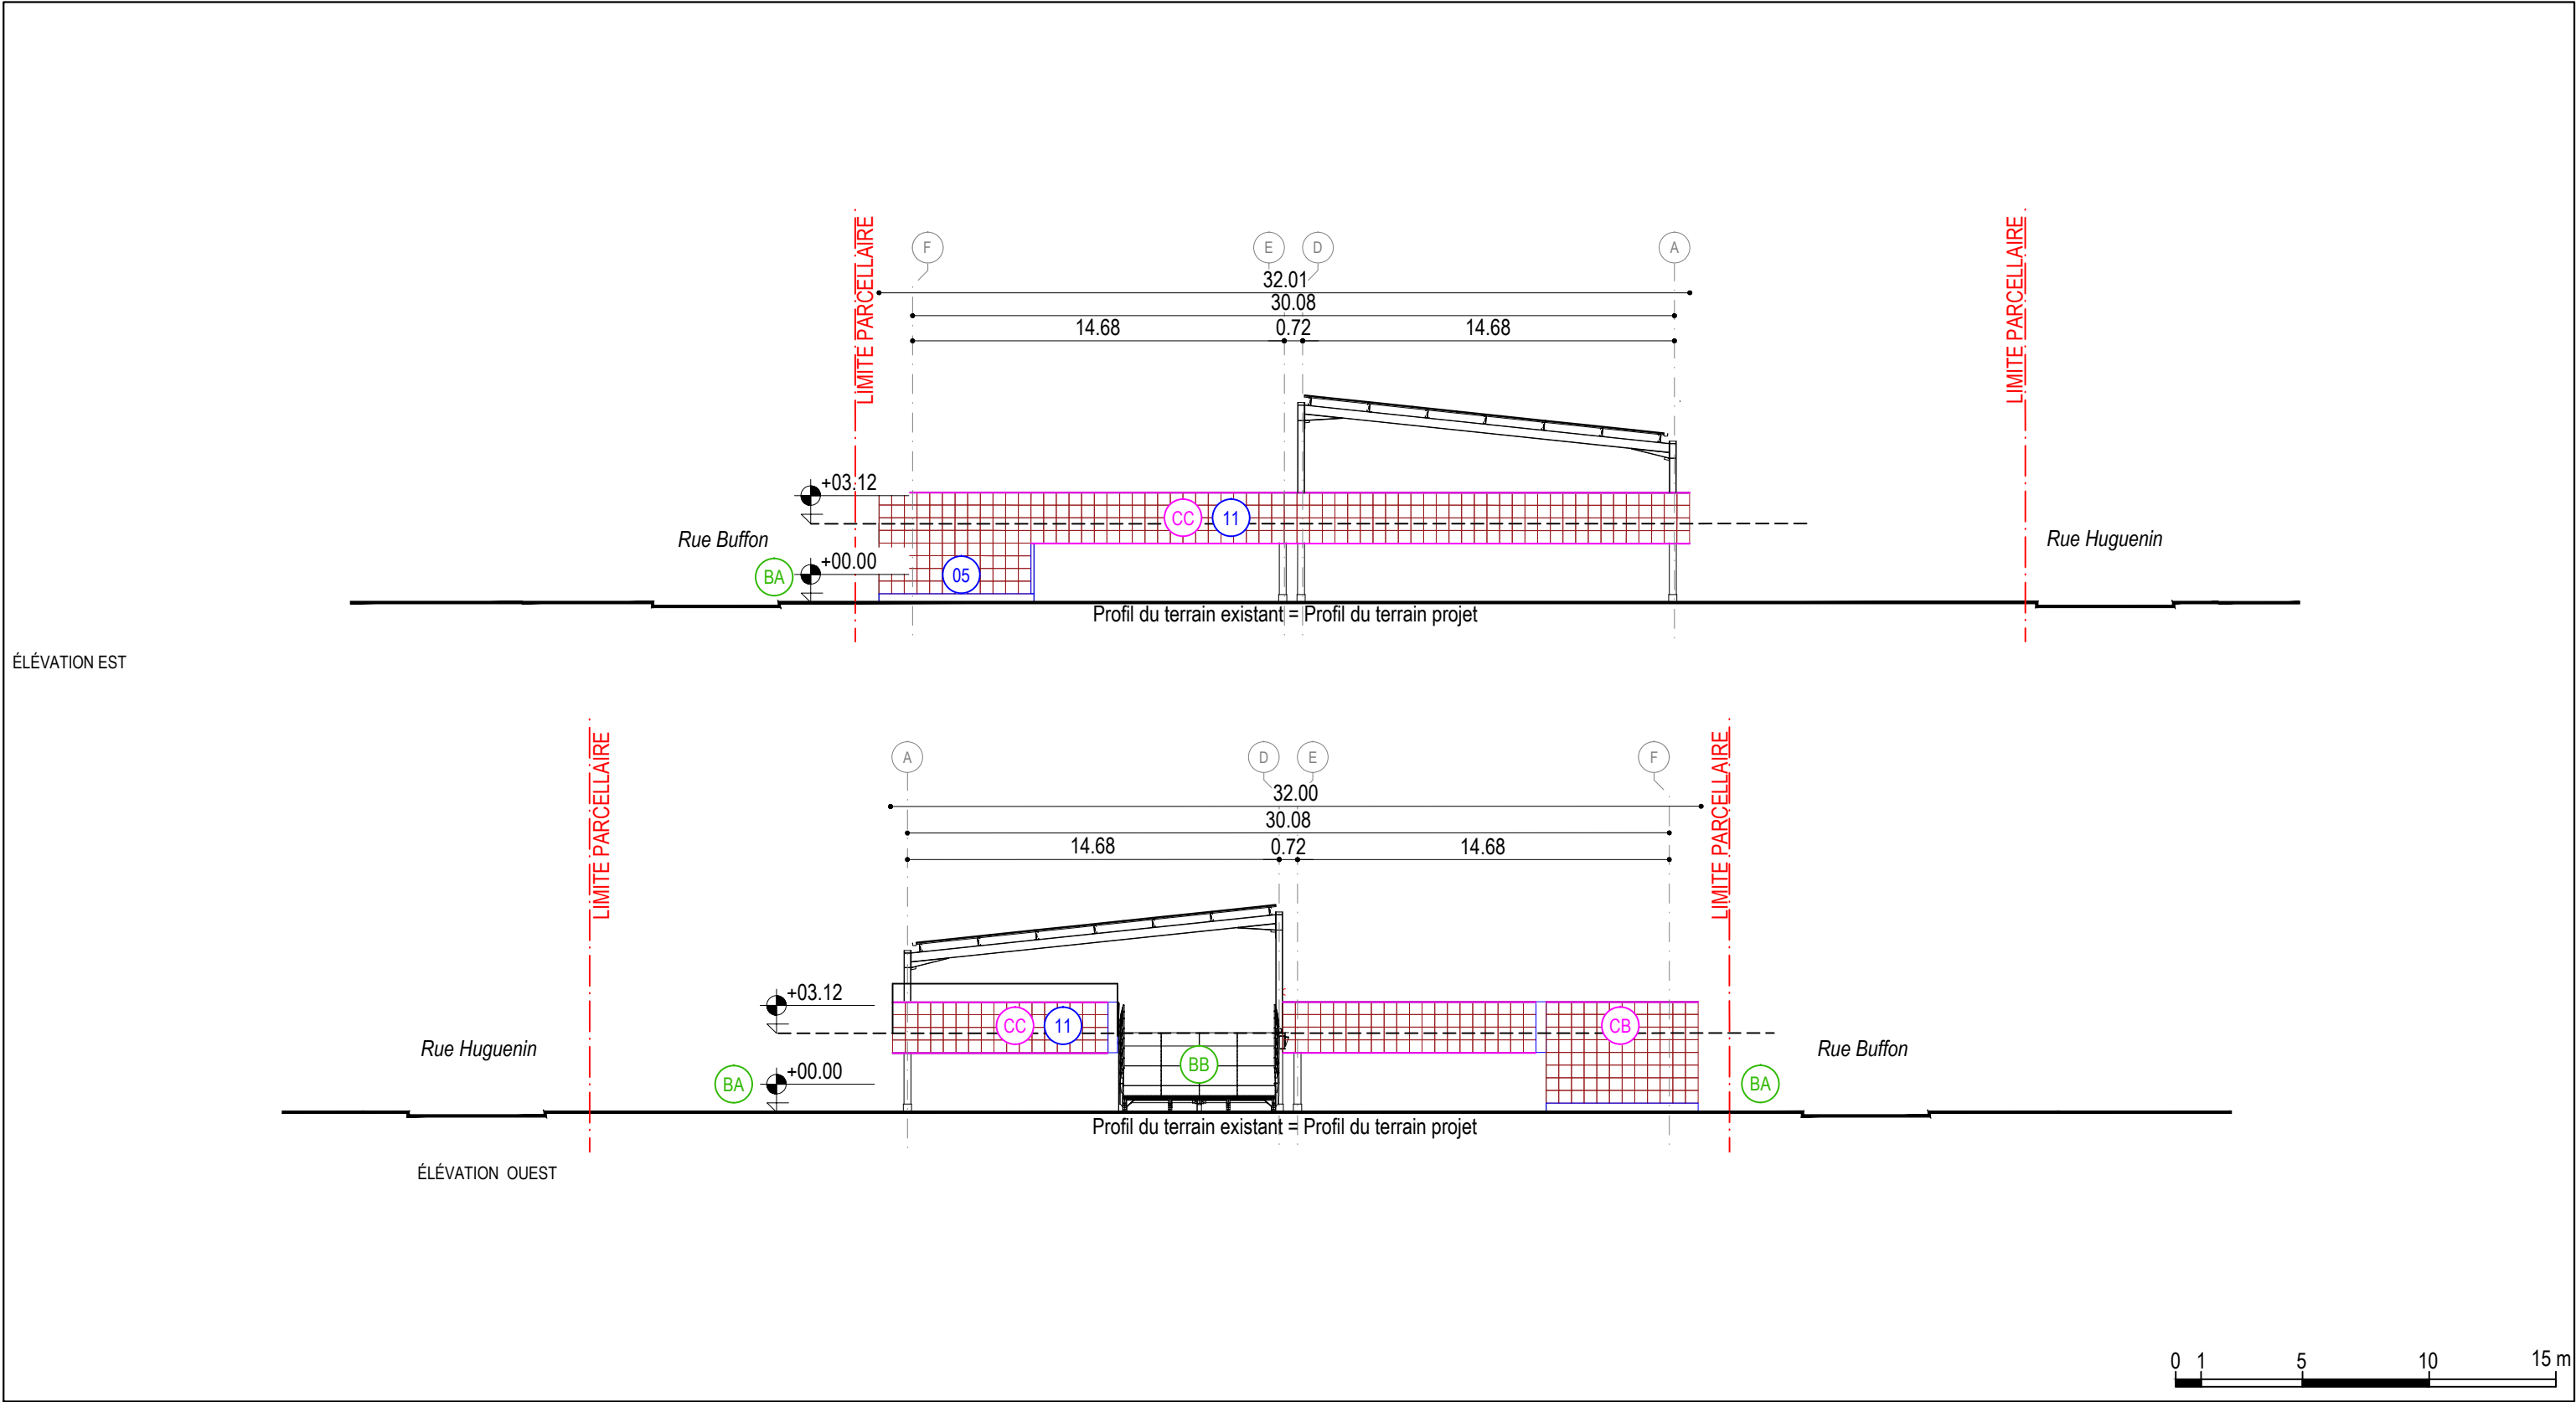 LIMITE PARCELLAIRE
LIMITE PARCELLAIRE
F E D A
32.01
30.08
14.68 0.72 14.68
+03.12
CC 11
Rue Buffon
Rue Huguenin
+00.00
BA
05
Profil du terrain existant = Profil du terrain projet
ÉLÉVATION EST
LIMITE PARCELLAIRE
LIMITE PARCELLAIRE
A D E F
32.00
30.08
14.68 0.72 14.68
+03.12
CC 11
CB
Rue Huguenin
Rue Buffon
BB
+00.00
BA
BA
Profil du terrain existant = Profil du terrain projet
ÉLÉVATION OUEST
0 1 5 10 15 m